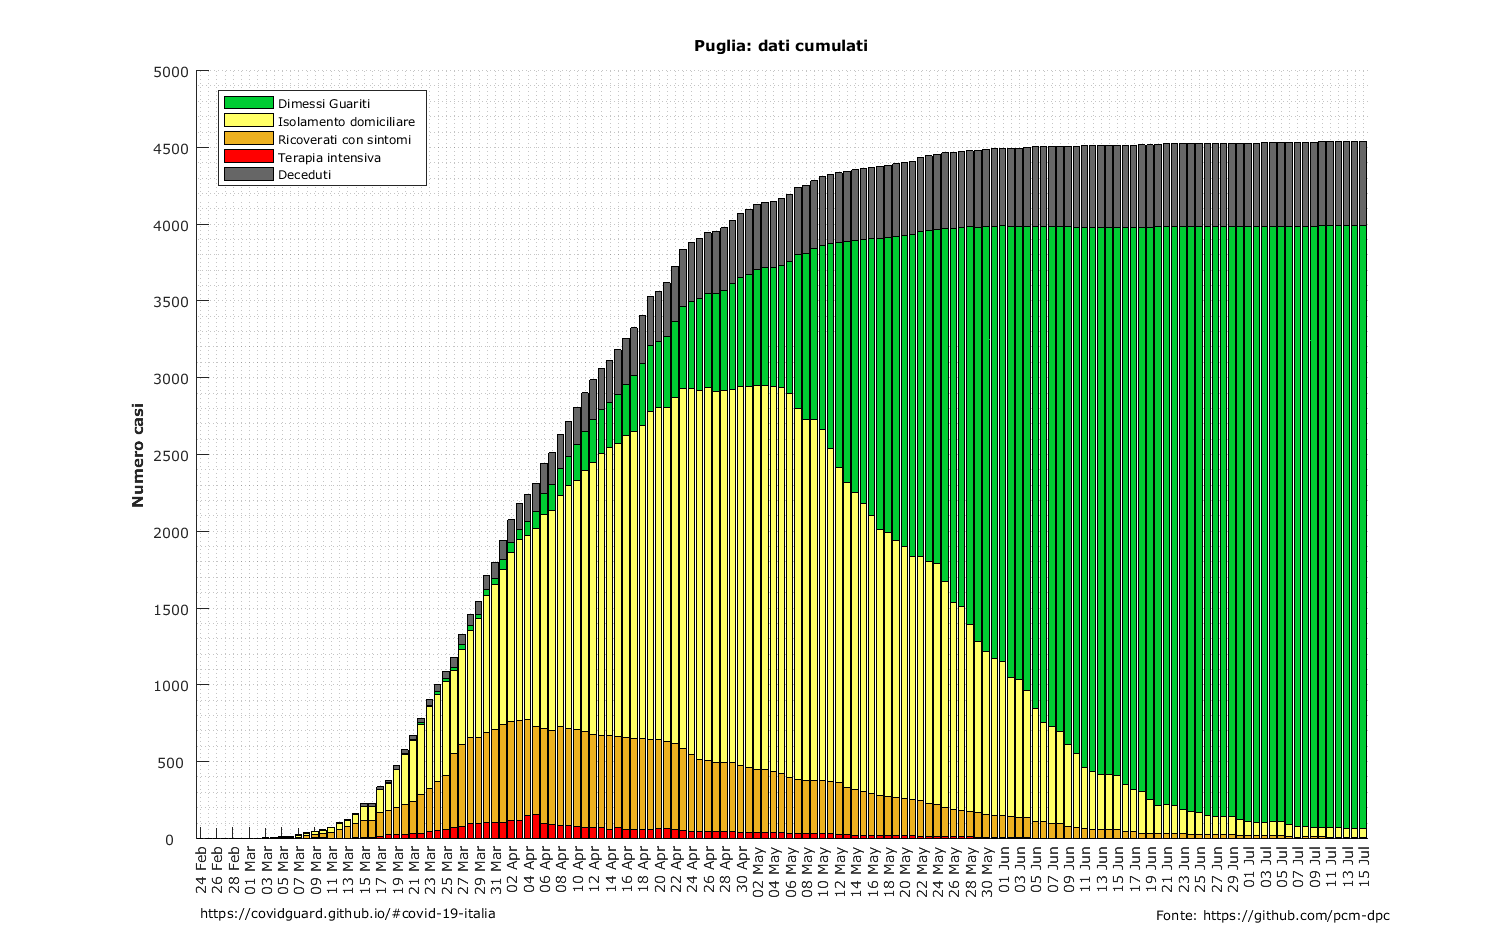 Puglia: dati cumulati
5000
4500
4000
3500
3000
2500
2000
1500
1000
500
0
Numero casi
Dimessi Guariti
Isolamento domiciliare
Ricoverati con sintomi
Terapia intensiva
Deceduti
24 Feb
26 Feb
28 Feb
01 Mar
03 Mar
05 Mar
07 Mar
09 Mar
11 Mar
13 Mar
15 Mar
17 Mar
19 Mar
21 Mar
23 Mar
25 Mar
27 Mar
29 Mar
31 Mar
02 Apr
04 Apr
06 Apr
08 Apr
10 Apr
12 Apr
14 Apr
16 Apr
18 Apr
20 Apr
22 Apr
24 Apr
26 Apr
28 Apr
30 Apr
02 May
04 May
06 May
08 May
10 May
12 May
14 May
16 May
18 May
20 May
22 May
24 May
26 May
28 May
30 May
01 Jun
03 Jun
05 Jun
07 Jun
09 Jun
11 Jun
13 Jun
15 Jun
17 Jun
19 Jun
21 Jun
23 Jun
25 Jun
27 Jun
29 Jun
01 Jul
03 Jul
05 Jul
07 Jul
09 Jul
11 Jul
13 Jul
15 Jul
https://covidguard.github.io/#covid-19-italia
Fonte: https://github.com/pcm-dpc